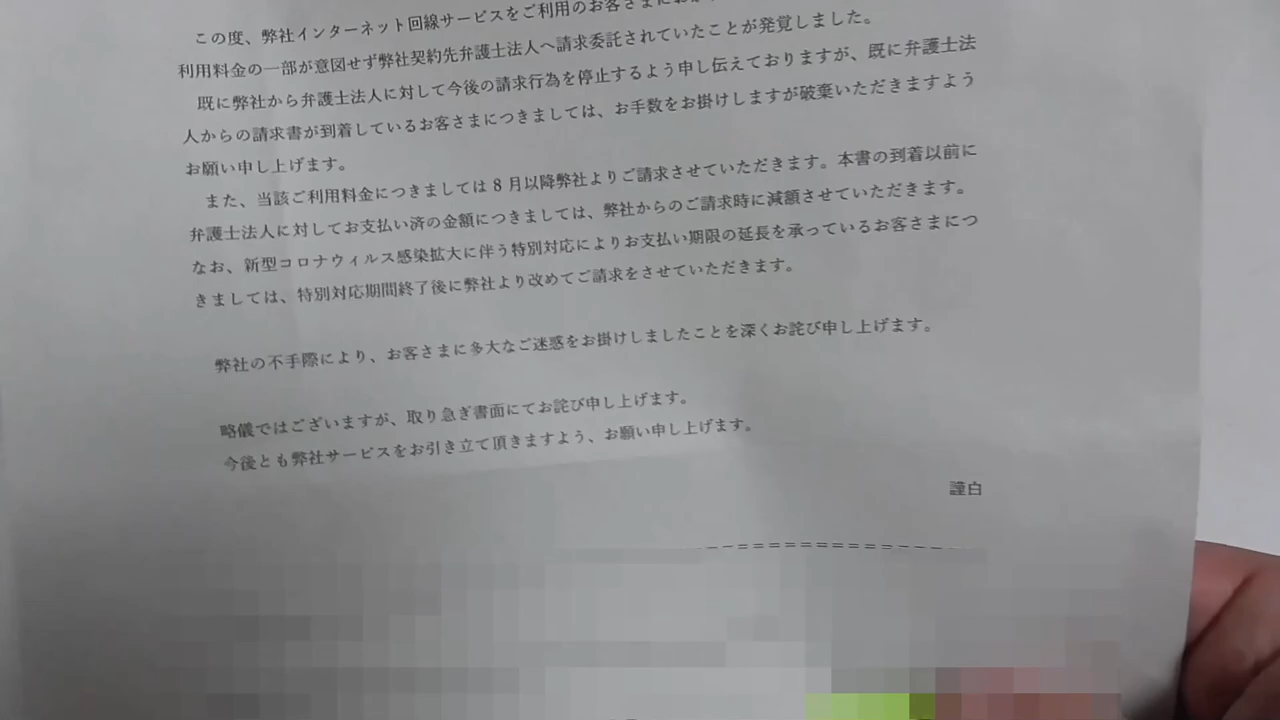 この度、弊社インターネット回線サービスをご利用のお客さまに
利用料金の一部が意図せず弊社契約先弁護士法人へ請求委託されていたことが発覚しました。
既に弊社から弁護士法人に対して今後の請求行為を停止するよう申し伝えておりますが、既に弁護士法
人からの請求書が到着しているお客さまにつきましては、お手数をお掛けしますが破棄いただきますよう
お願い申し上げます。
また、当該ご利用料金につきましては8月以降弊社よりご請求させていただきます。本書の到着以前に
弁護士法人に対してお支払い済の金額につきましては、弊社からのご請求時に減額させていただきます。
なお、新型コロナウィルス感染拡大に伴う特別対応によりお支払い期限の延長を承っているお客さまにつ
きましては、特別対応期間終了後に弊社より改めてご請求をさせていただきます。
弊社の不手際により、お客さまに多大なご迷惑をお掛けしましたことを深くお詫び申し上げます。
略儀ではございますが、取り急ぎ書面にてお詫び申し上げます。
今後とも弊社サービスをお引き立て頂きますよう、お願い申し上げます。
謹白